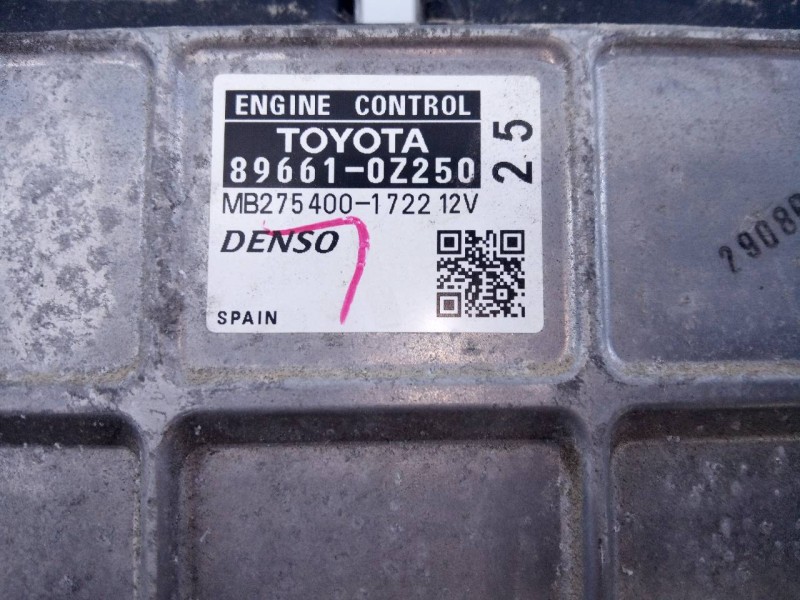 ENGINE CONTROL
TOYOTA
89661-0Z250
25
MB275400-1722 12V
DENSO
SPAIN